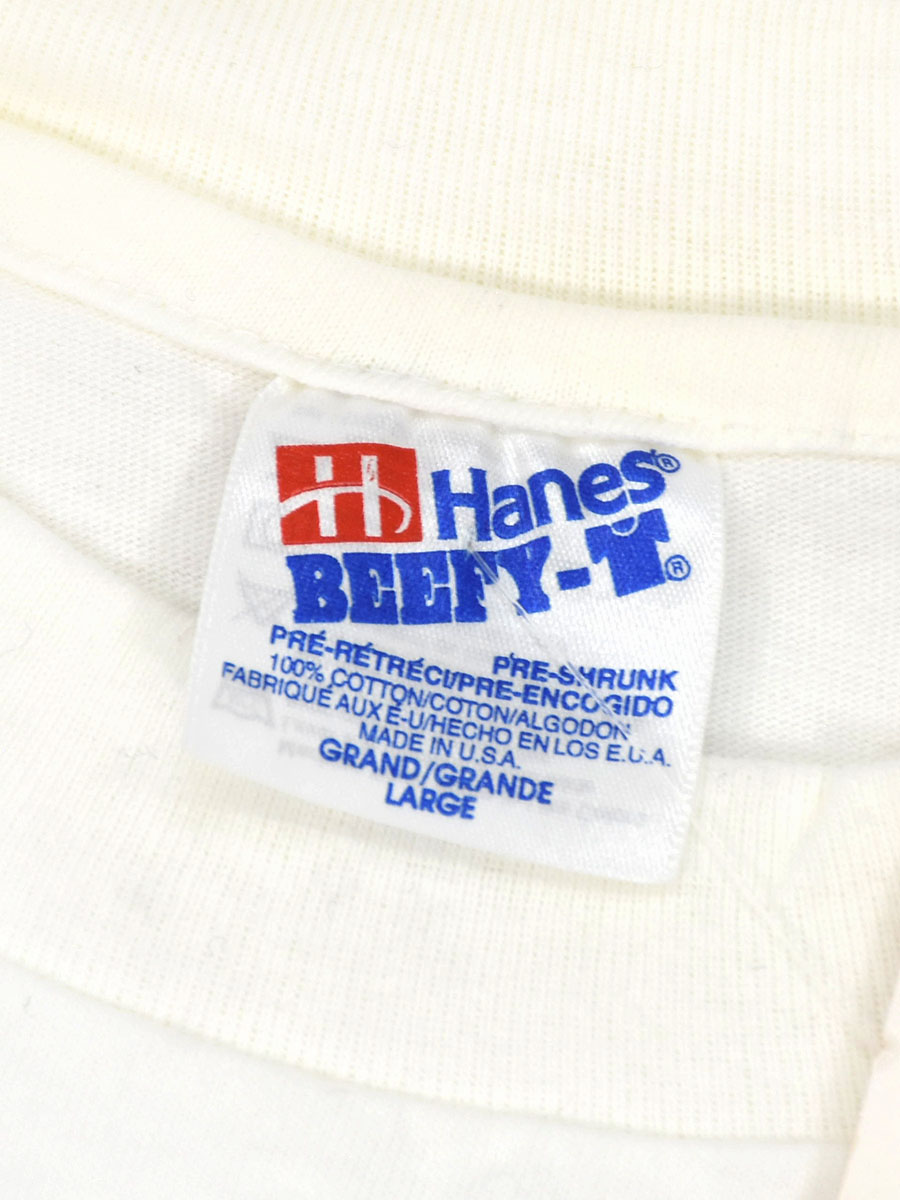 H Hanes®
BEEFY-T®
PRE-SHRUNK
PRÉ-RÉTRÉCI/PRE-ENCOGIDO
100% COTTON/COTON/ALGODON
FABRIQUÉ AUX É-U/HECHO EN LOS E.U.A.
MADE IN U.S.A.
GRAND/GRANDE
LARGE